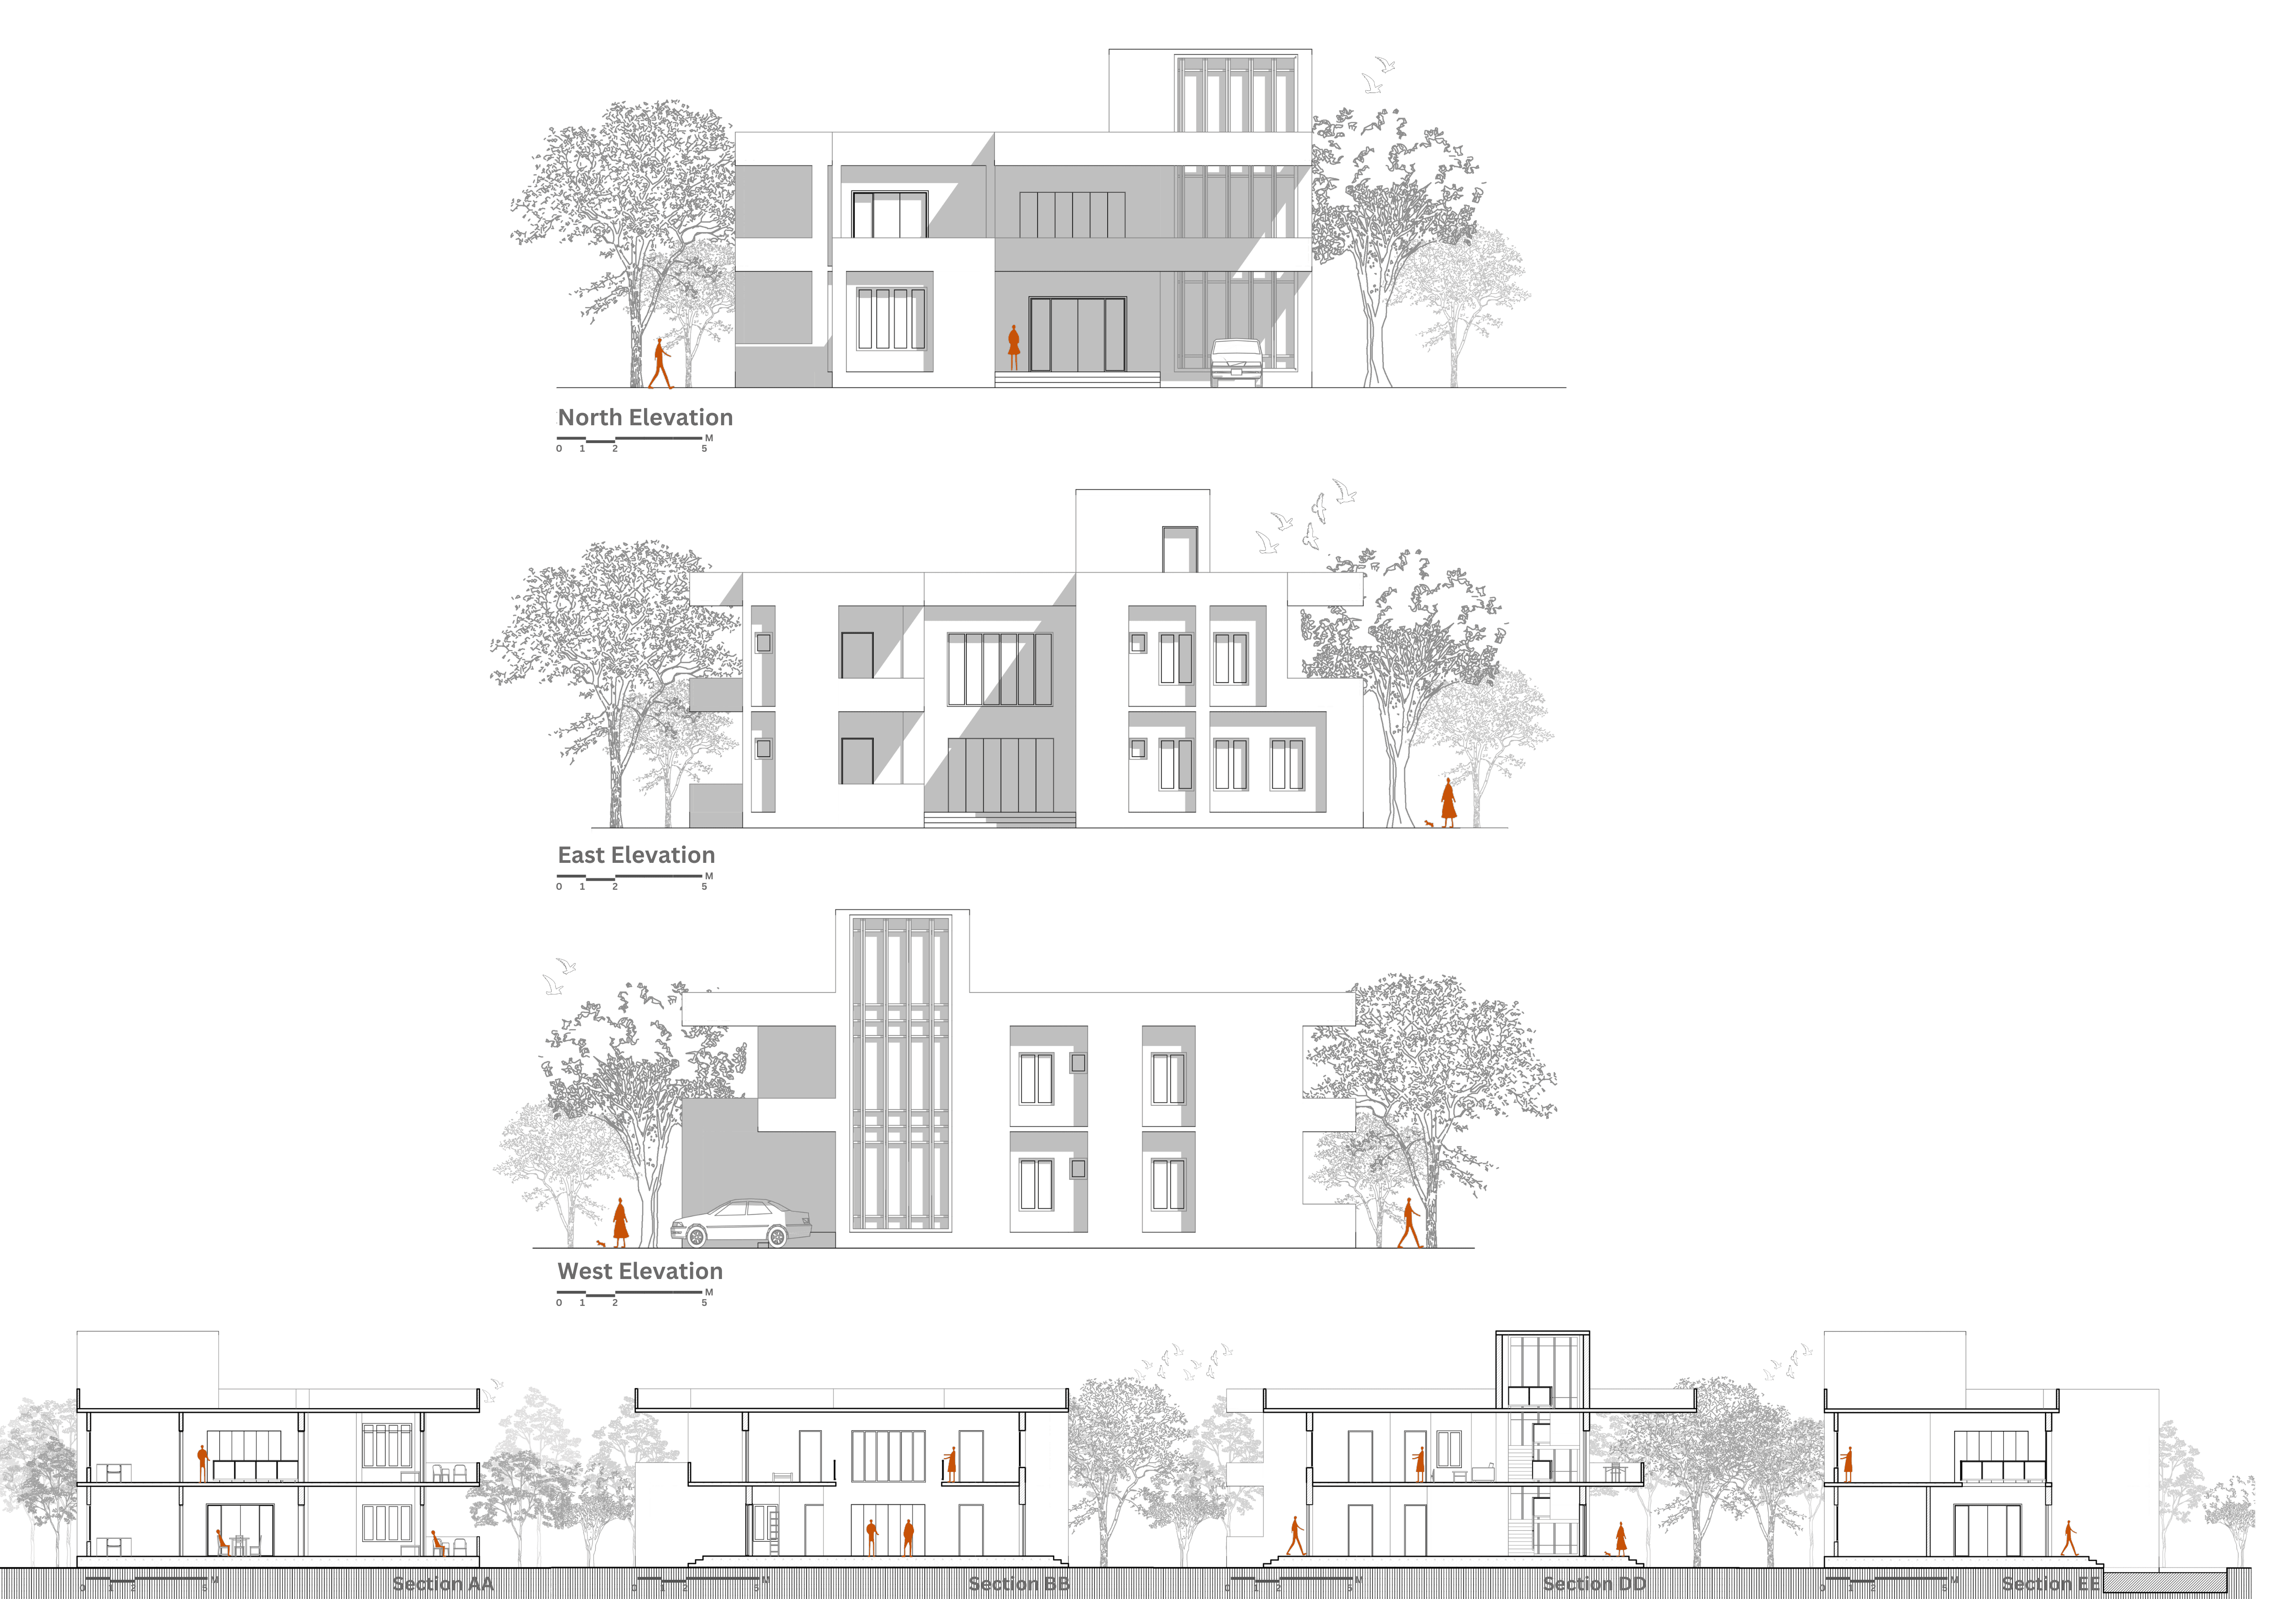 North Elevation
M
0 1 2 5
East Elevation
M
0 1 2 5
West Elevation
M
0 1 2 5
0 1 2 5 M Section AA
0 1 2 5 M Section BB
0 1 2 5 M Section DD
0 1 2 5 M Section EE